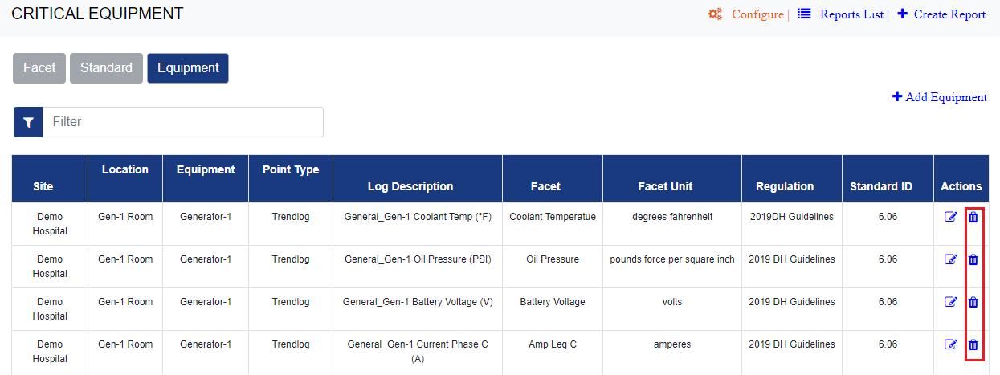 CRITICAL EQUIPMENT
Configure | Reports List | Create Report
Facet Standard Equipment
Add Equipment
Filter
Site Location Equipment Point Type Log Description Facet Facet Unit Regulation Standard ID Actions
Demo Gen-1 Room Generator-1 Trendlog General_Gen-1 Coolant Temp (°F) Coolant Temperatue degrees fahrenheit 2019DH Guidelines 6.06
Hospital
Demo Gen-1 Room Generator-1 Trendlog General_Gen-1 Oil Pressure (PSI) Oil Pressure pounds force per square inch 2019 DH Guidelines 6.06
Hospital
Demo Gen-1 Room Generator-1 Trendlog General_Gen-1 Battery Voltage (V) Battery Voltage volts 2019 DH Guidelines 6.06
Hospital
Demo Gen-1 Room Generator-1 Trendlog General_Gen-1 Current Phase C Amp Leg C amperes 2019 DH Guidelines 6.06
Hospital (A)